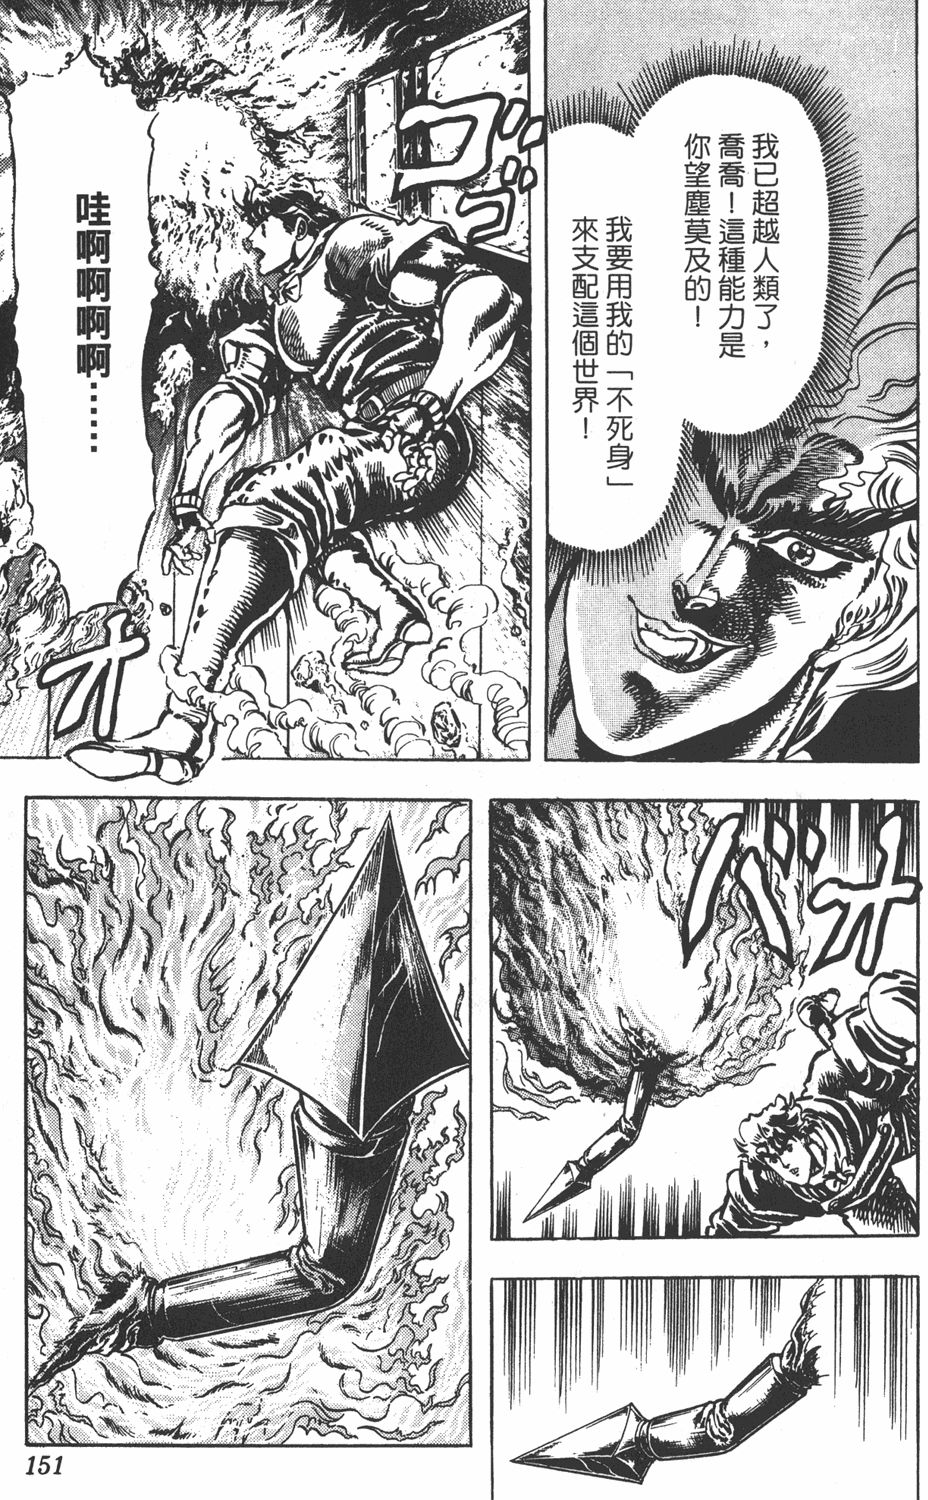 我已超越人類了，
喬喬！這種能力是
你望塵莫及的！
我要用我的「不死身」
來支配這個世界！
ゴゴ
哇啊啊啊啊……
オ
バオ
151